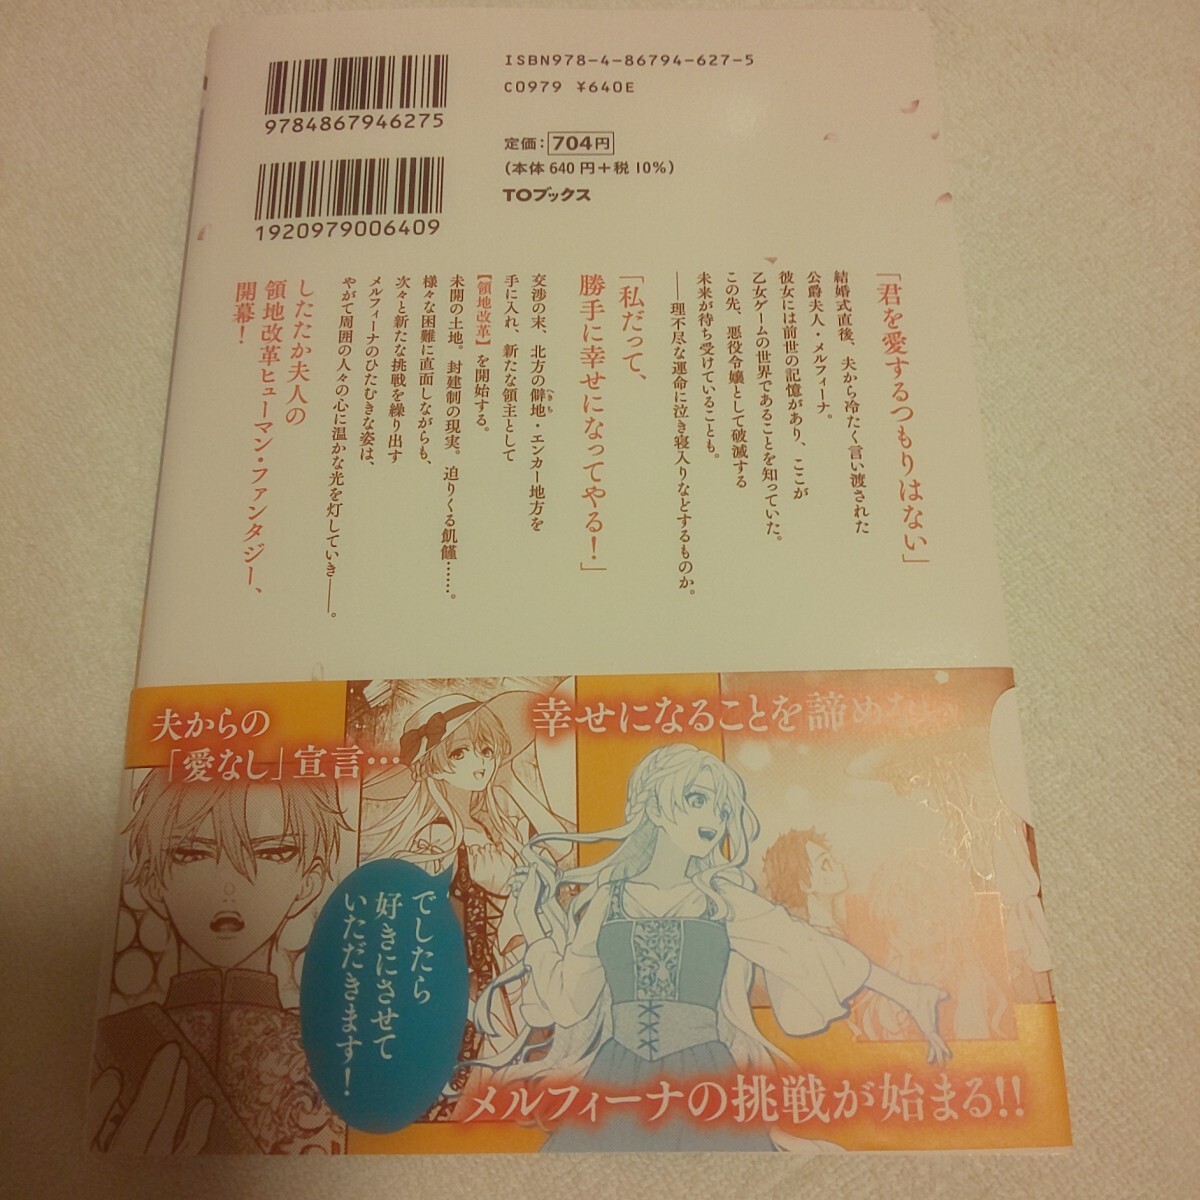 9784867946275
ISBN978-4-86794-627-5
C0979 ¥640E
1920979006409
定価：704円
（本体640円＋税10%）
TOブックス
「君を愛するつもりはない」
結婚式直後、夫から冷たく言い渡された
公爵夫人・メルフィーナ。
彼女には前世の記憶があり、ここが
乙女ゲームの世界であることを知っていた。
この先、悪役令嬢として破滅する
未来が待ち受けていることも。
――理不尽な運命に泣き寝入りなどするものか。
「私だって、
勝手に幸せになってやる！」
交渉の末、北方の僻地・エンカー地方を
へきち
手に入れ、新たな領主として
【領地改革】を開始する。
未開の土地。封建制の現実。迫りくる飢饉……。
様々な困難に直面しながらも、
次々と新たな挑戦を繰り出す
メルフィーナのひたむきな姿は、
やがて周囲の人々の心に温かな光を灯していき――。
したたか夫人の
領地改革ヒューマン・ファンタジー、
開幕！
夫からの
「愛なし」宣言…
幸せになることを諦めない
でしたら
好きにさせて
いただきます！
メルフィーナの挑戦が始まる!!